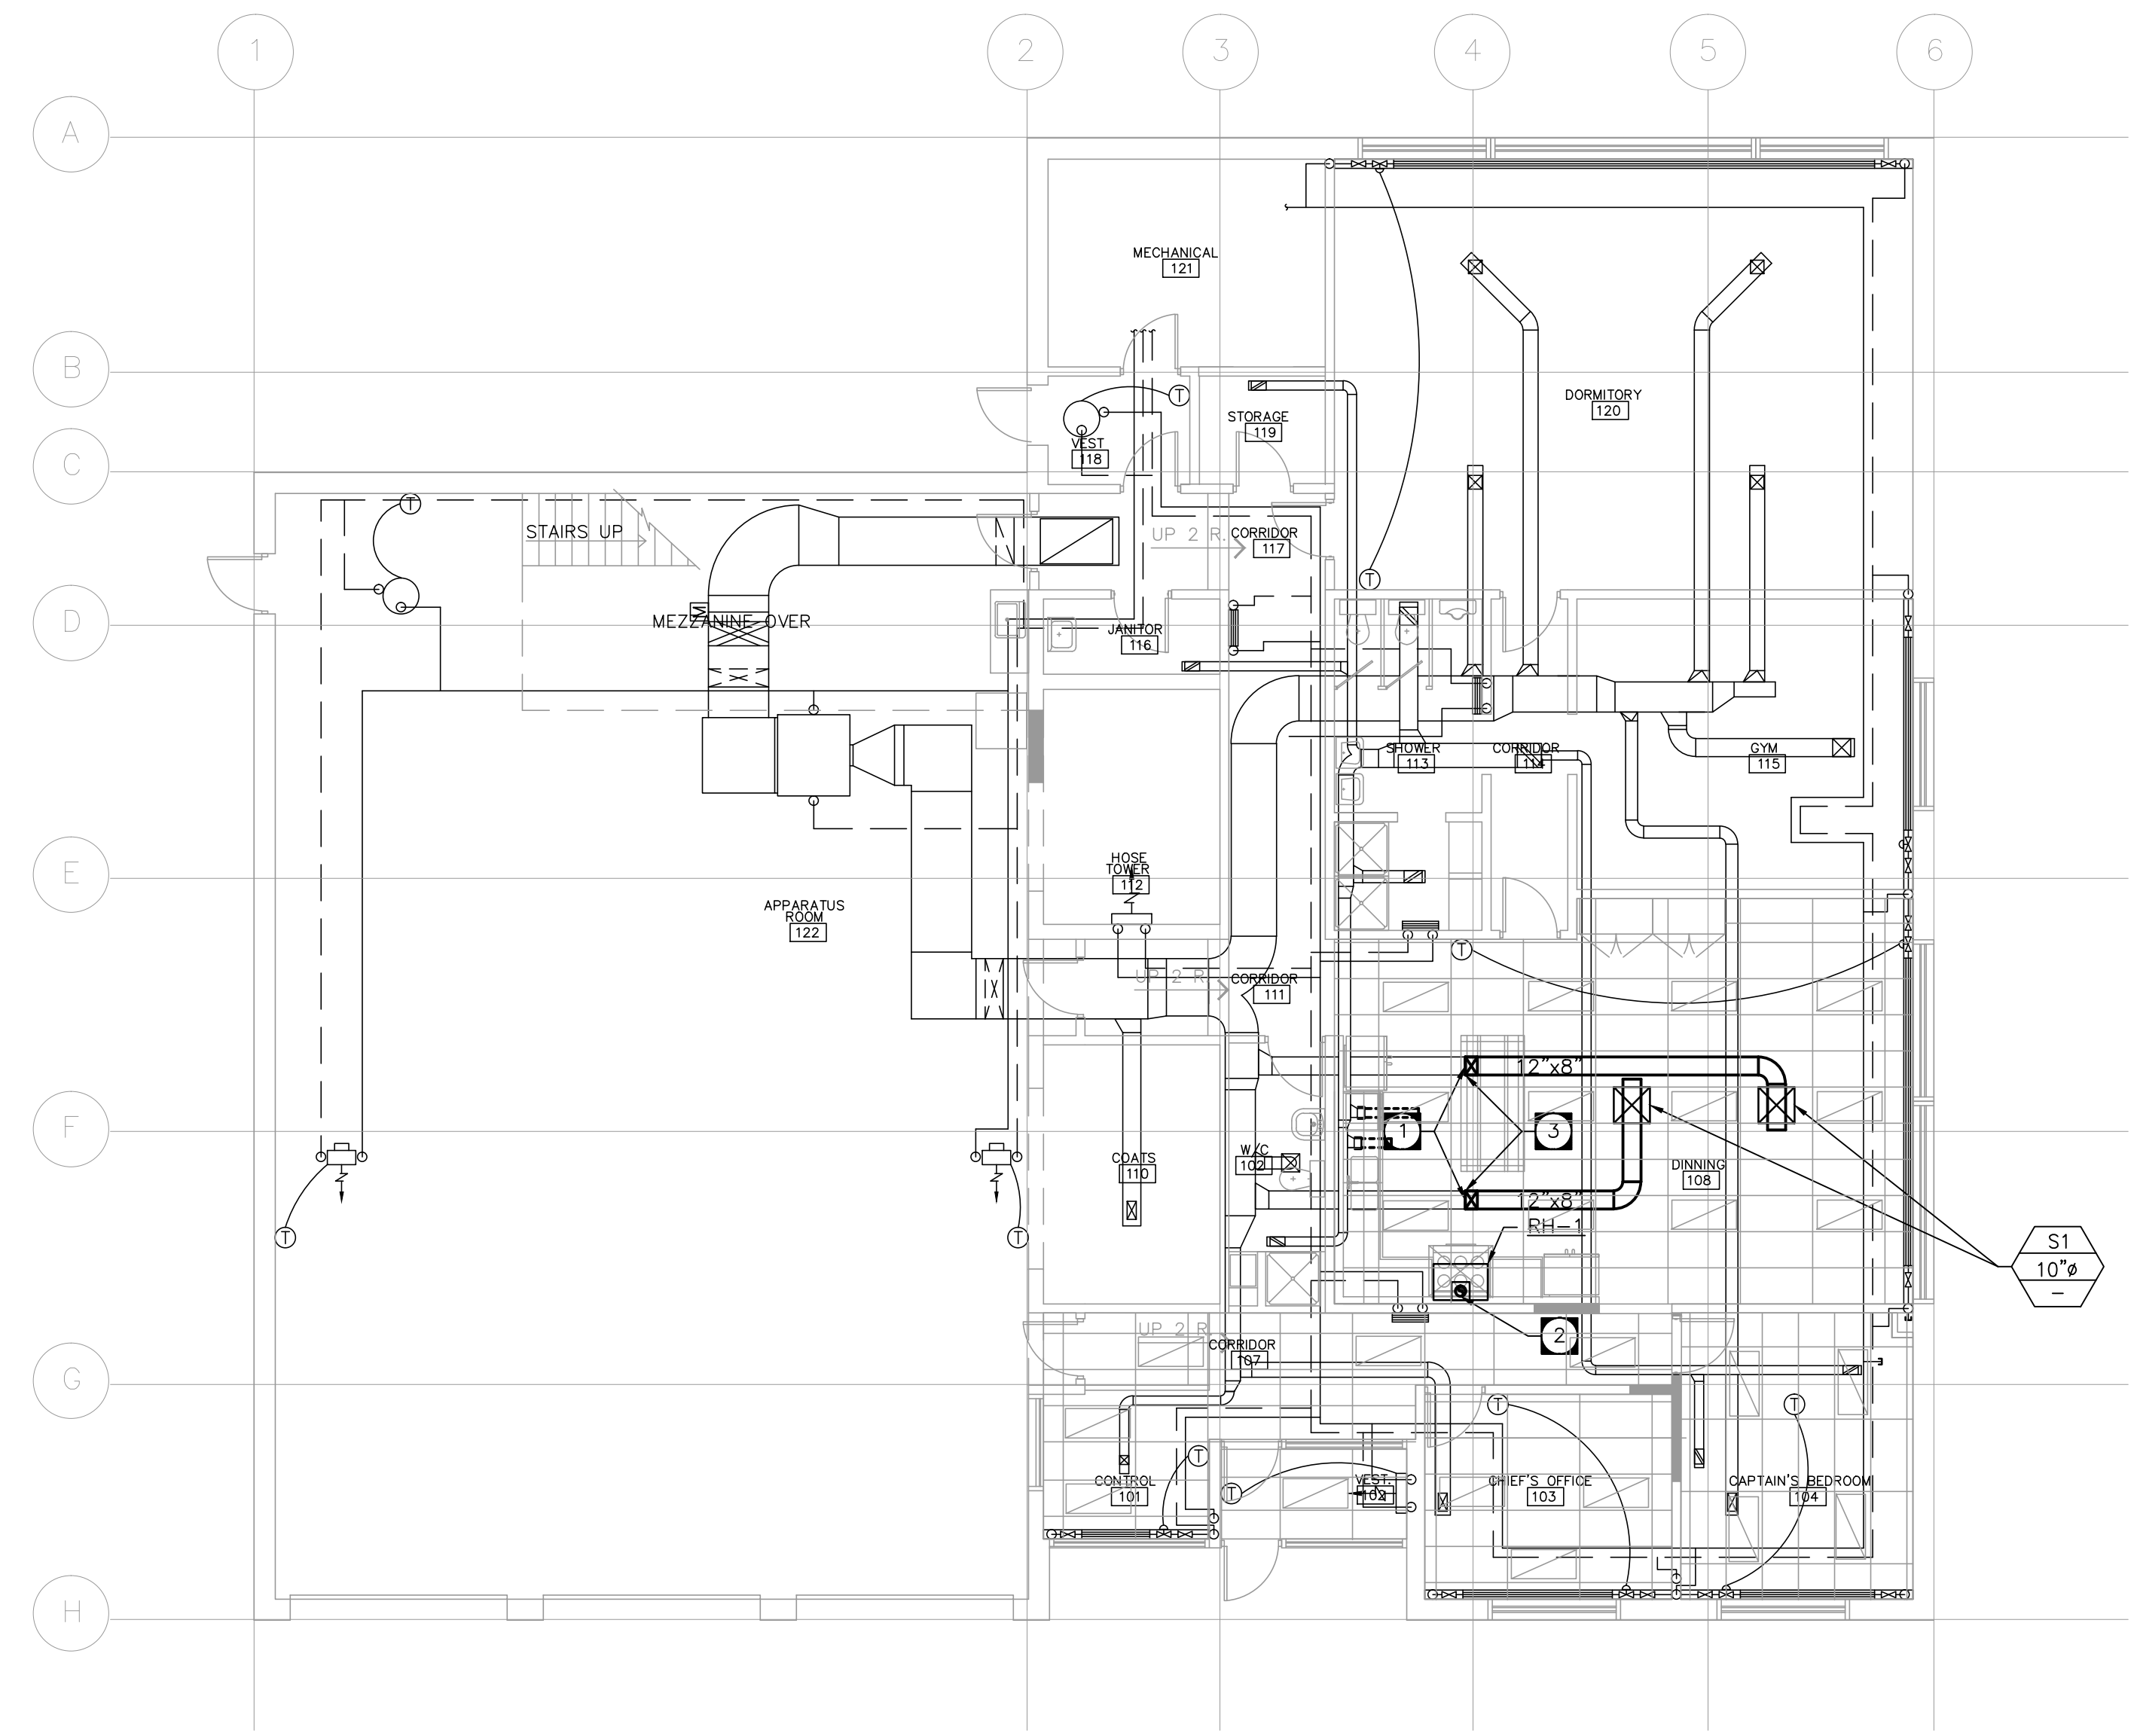 1 2 3 4 5 6
A
MECHANICAL
121
B
DORMITORY
120
STORAGE
119
T
VEST
118
C
T
STAIRS UP
UP 2 R.
CORRIDOR
117
T
D
M
MEZZANINE OVER
JANITOR
116
SHOWER
113
CORRIDOR
114
GYM
115
E
HOSE
TOWER
112
APPARATUS
ROOM
122
T
UP 2 R.
CORRIDOR
111
12"x8"
F
1
3
W/C
102
COATS
110
DINNING
108
12"x8"
RH-1
T
T
S1
10"ø
-
UP 2 R.
2
CORRIDOR
107
G
T
T
T
CONTROL
101
T
VEST.
102
CHIEF'S OFFICE
103
CAPTAIN'S BEDROOM
104
H